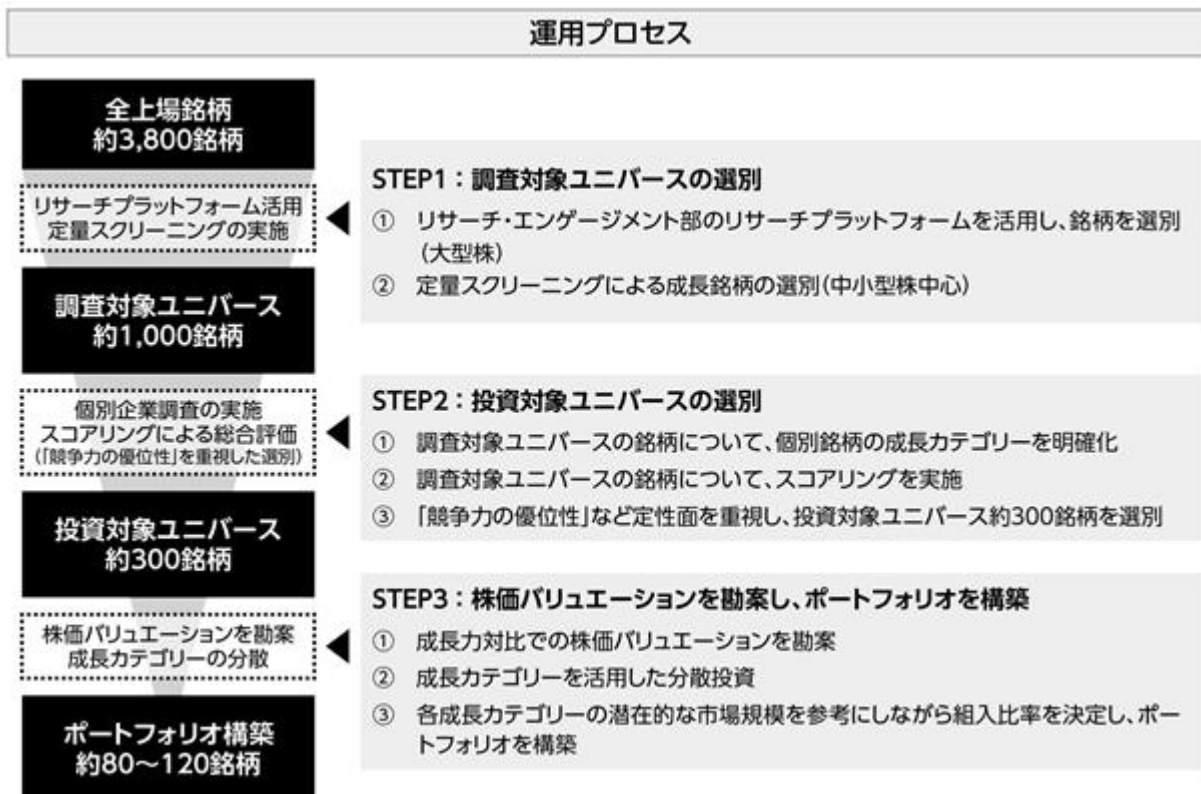 運用プロセス
全上場銘柄
約3,800銘柄
リサーチプラットフォーム活用
定量スクリーニングの実施
STEP1：調査対象ユニバースの選別
① リサーチ・エンゲージメント部のリサーチプラットフォームを活用し、銘柄を選別
（大型株）
② 定量スクリーニングによる成長銘柄の選別（中小型株中心）
調査対象ユニバース
約1,000銘柄
個別企業調査の実施
スコアリングによる総合評価
（「競争力の優位性」を重視した選別）
STEP2：投資対象ユニバースの選別
① 調査対象ユニバースの銘柄について、個別銘柄の成長カテゴリーを明確化
② 調査対象ユニバースの銘柄について、スコアリングを実施
③ 「競争力の優位性」など定性面を重視し、投資対象ユニバース約300銘柄を選別
投資対象ユニバース
約300銘柄
株価バリュエーションを勘案
成長カテゴリーの分散
STEP3：株価バリュエーションを勘案し、ポートフォリオを構築
① 成長力対比での株価バリュエーションを勘案
② 成長カテゴリーを活用した分散投資
③ 各成長カテゴリーの潜在的な市場規模を参考にしながら組入比率を決定し、ポー
トフォリオを構築
ポートフォリオ構築
約80～120銘柄